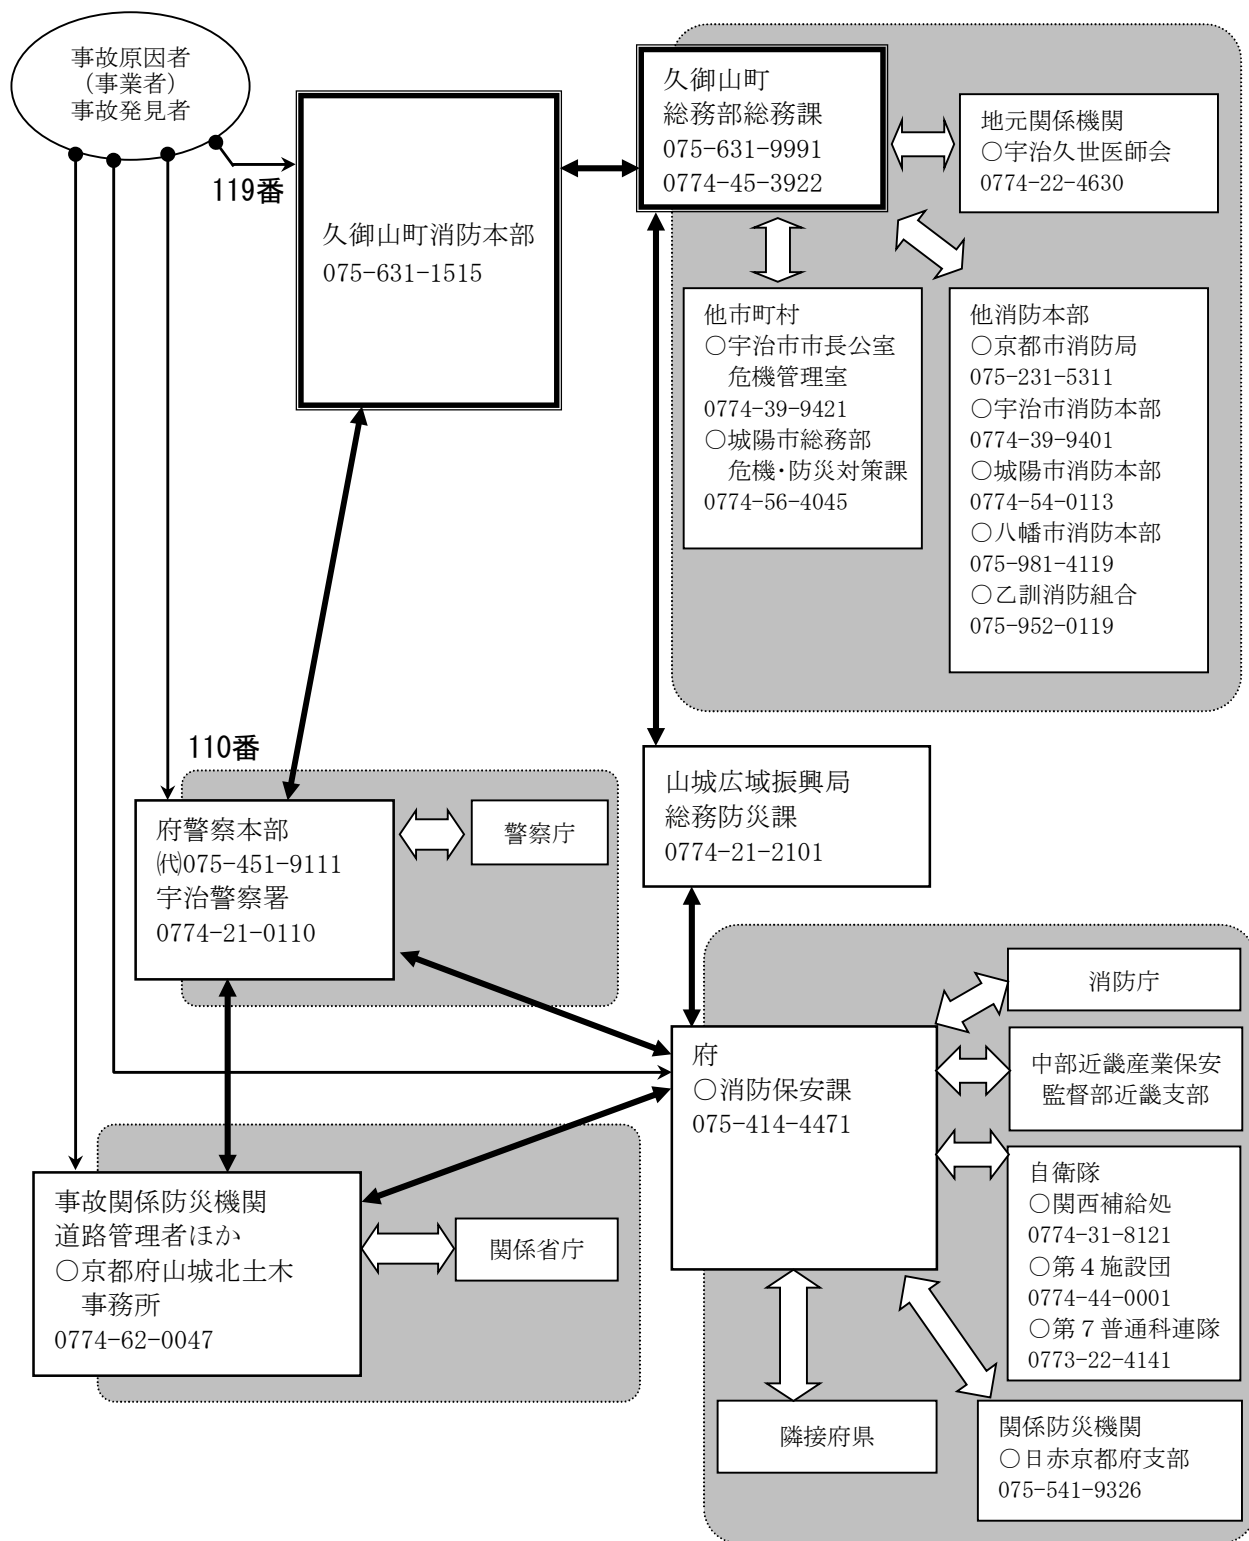 事故原因者
（事業者）
事故発見者
119番
久御山町消防本部
075-631-1515
久御山町
総務部総務課
075-631-9991
0774-45-3922
地元関係機関
○宇治久世医師会
0774-22-4630
他市町村
○宇治市市長公室
危機管理室
0774-39-9421
○城陽市総務部
危機・防災対策課
0774-56-4045
他消防本部
○京都市消防局
075-231-5311
○宇治市消防本部
0774-39-9401
○城陽市消防本部
0774-54-0113
○八幡市消防本部
075-981-4119
○乙訓消防組合
075-952-0119
110番
府警察本部
㈹075-451-9111
宇治警察署
0774-21-0110
警察庁
山城広域振興局
総務防災課
0774-21-2101
府
○消防保安課
075-414-4471
消防庁
中部近畿産業保安
監督部近畿支部
自衛隊
○関西補給処
0774-31-8121
○第４施設団
0774-44-0001
○第７普通科連隊
0773-22-4141
事故関係防災機関
道路管理者ほか
○京都府山城北土木
事務所
0774-62-0047
関係省庁
隣接府県
関係防災機関
○日赤京都府支部
075-541-9326